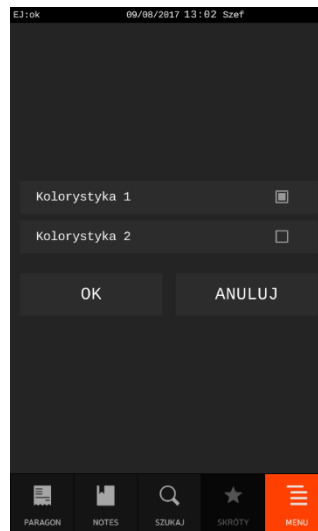 EJ:ok 09/08/2017 13:02 Szef
Kolorystyka 1
Kolorystyka 2
OK ANULUJ
PARAGON NOTES SZUKAJ SKRÓTY MENU